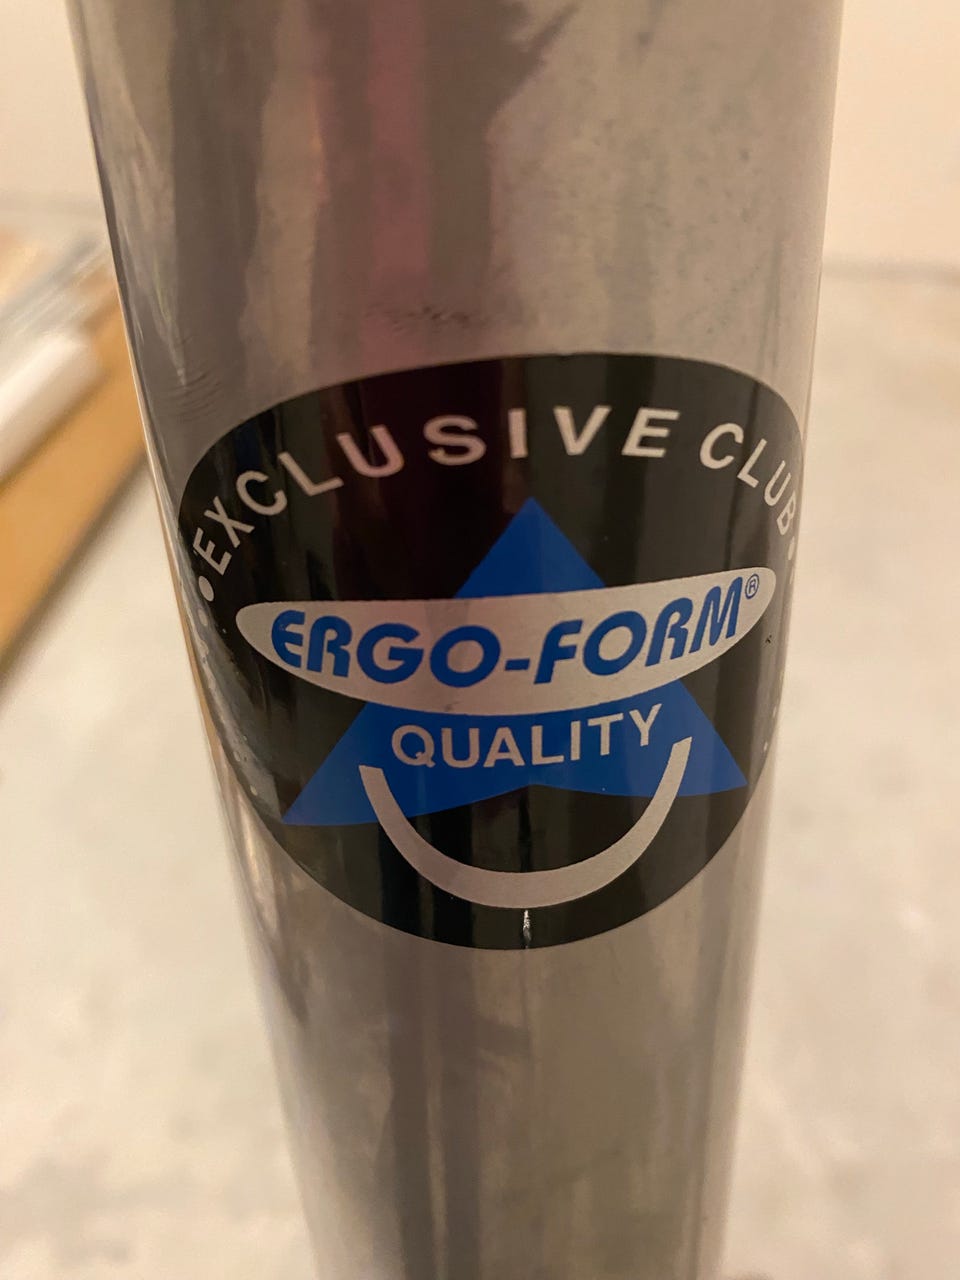 • EXCLUSIVE CLUB •
ERGO-FORM®
QUALITY